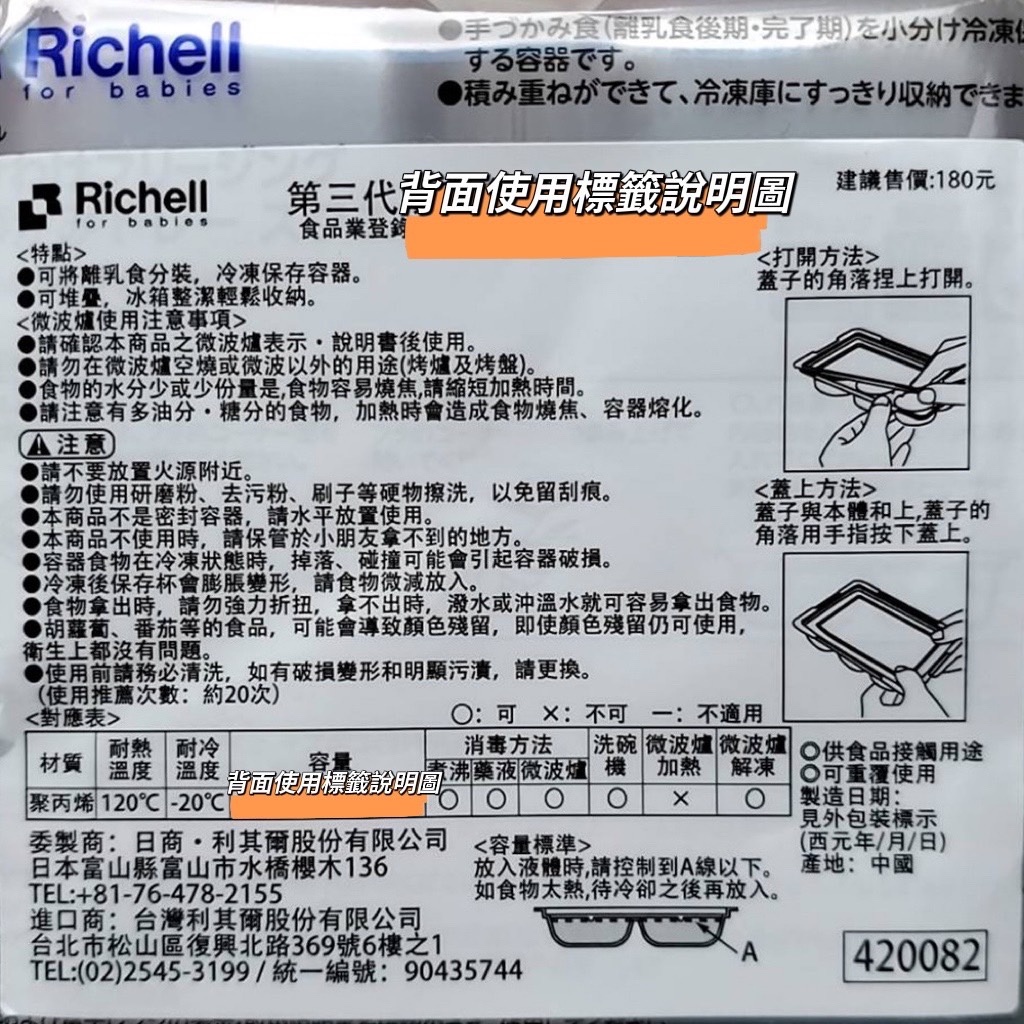 Richell
for babies
●手づかみ食(離乳食後期・完了期)を小分け冷凍
する容器です。
●積み重ねができて、冷凍庫にすっきり収納できま
Richell
for babies
第三代
背面使用標籤說明圖
食品業登錄
建議售價:180元
<特點>
●可將離乳食分裝，冷凍保存容器。
●可堆疊，冰箱整潔輕鬆收納。
<微波爐使用注意事項>
●請確認本商品之微波爐表示・說明書後使用。
●請勿在微波爐空燒或微波以外的用途(烤爐及烤盤)。
●食物的水分少或少份量是,食物容易燒焦,請縮短加熱時間。
●請注意有多油分・糖分的食物，加熱時會造成食物燒焦、容器熔化。
注意
●請不要放置火源附近。
●請勿使用研磨粉、去污粉、刷子等硬物擦洗，以免留刮痕。
●本商品不是密封容器，請水平放置使用。
●本商品不使用時，請保管於小朋友拿不到的地方。
●容器食物在冷凍狀態時，掉落、碰撞可能會引起容器破損。
●冷凍後保存杯會膨脹變形，請食物微減放入。
●食物拿出時，請勿強力折扭，拿不出時，潑水或沖溫水就可容易拿出食物。
●胡蘿蔔、番茄等的食品，可能會導致顏色殘留，即使顏色殘留仍可使用，
衛生上都沒有問題。
●使用前請務必清洗，如有破損變形和明顯污漬，請更換。
（使用推薦次數：約20次）
<打開方法>
蓋子的角落捏上打開。
<蓋上方法>
蓋子與本體和上,蓋子的
角落用手指按下蓋上。
<對應表>
○：可 ×：不可 一：不適用
材質 耐熱溫度 耐冷溫度 容量 消毒方法 洗碗機 微波爐加熱 微波爐解凍
煮沸 藥液 微波爐
背面使用標籤說明圖
聚丙烯 120℃ -20℃ ○ ○ ○ ○ × ○
○供食品接觸用途
○可重覆使用
製造日期：
見外包裝標示
(西元年/月/日)
產地：中國
委製商：日商・利其爾股份有限公司
日本富山縣富山市水橋櫻木136
TEL:+81-76-478-2155
進口商：台灣利其爾股份有限公司
台北市松山區復興北路369號6樓之1
TEL:(02)2545-3199 / 統一編號：90435744
<容量標準>
放入液體時,請控制到A線以下。
如食物太熱,待冷卻之後再放入。
A
420082